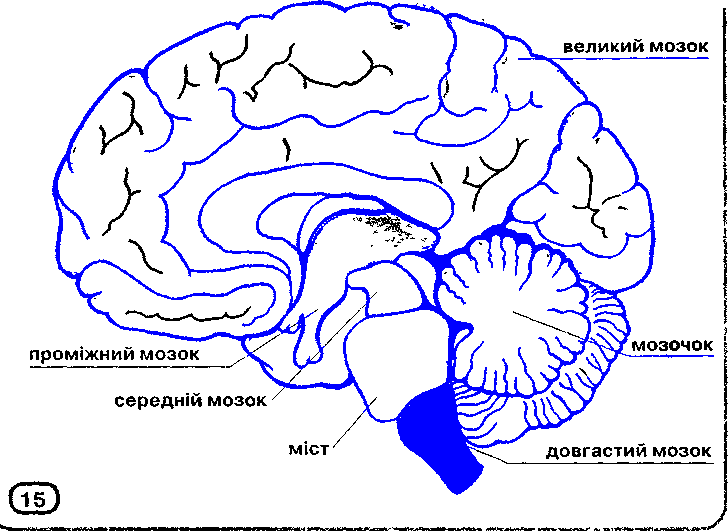 великий мозок
проміжний мозок
мозочок
середній мозок
міст
довгастий мозок
15